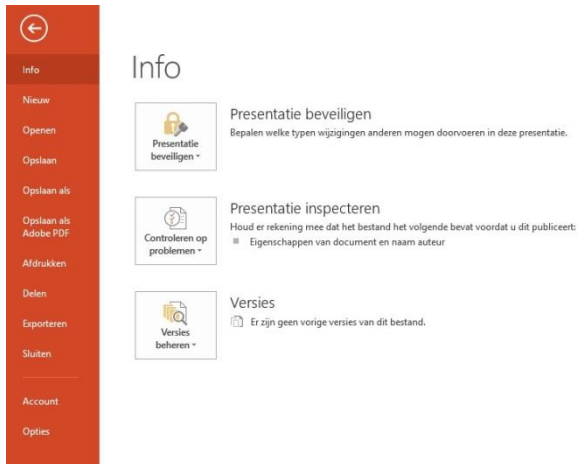 Info
Nieuw
Openen
Opslaan
Opslaan als
Opslaan als
Adobe PDF
Afdrukken
Delen
Exporteren
Sluiten
Account
Opties
Info
Presentatie
beveiligen
Presentatie beveiligen
Bepalen welke typen wijzigingen anderen mogen doorvoeren in deze presentatie.
Controleren op
problemen
Presentatie inspecteren
Houd er rekening mee dat het bestand het volgende bevat voordat u dit publiceert:
Eigenschappen van document en naam auteur
Versies
beheren
Versies
Er zijn geen vorige versies van dit bestand.